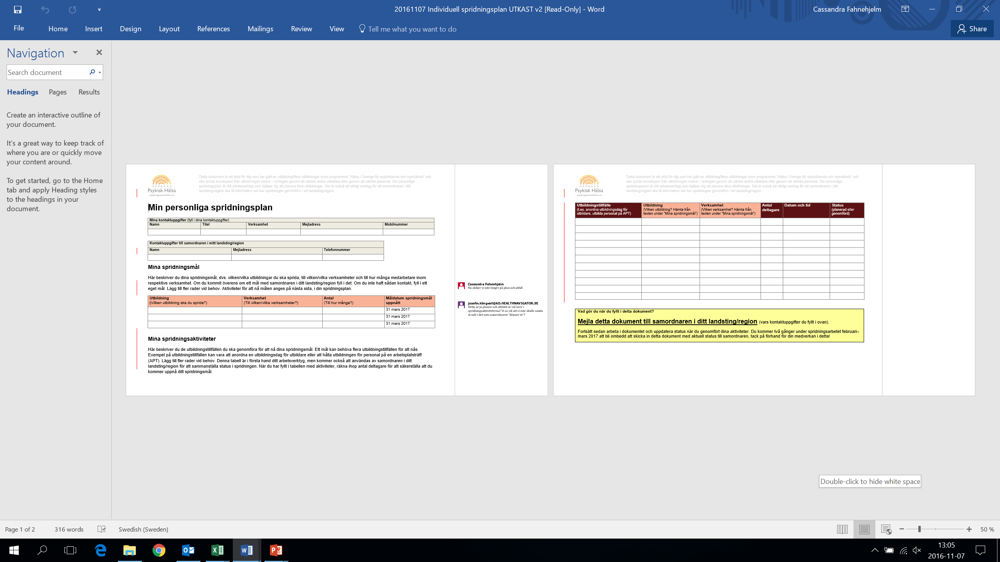 20161107 Individuell spridningsplan UTKAST v2 [Read-Only] - Word
Cassandra Fahnehjelm
File Home Insert Design Layout References Mailings Review View Tell me what you want to do Share
Navigation
Search document
Headings Pages Results
Create an interactive outline of
your document.
It's a great way to keep track of
where you are or quickly move
your content around.
To get started, go to the Home
tab and apply Heading styles
to the headings in your
document.
UPPDRAG
Psykisk Hälsa
- uppdragpsykiskhälsa.se -
Detta dokument är ett stöd för dig som har gått en utbildning/flera utbildningar inom programmet "Hälsa i Sverige för asylsökande och nyanlända" och
ska sprida kunskapen från utbildningen vidare – antingen genom att utbilda andra utbildare eller genom att utbilda personal. Din personliga
spridningsplan är ditt arbetsverktyg som hjälper dig att planera dina utbildningar. Det är också ett viktigt verktyg för att samordnaren i ditt
landsting/region ska få information om hur spridningen genomförs i ert landsting/region.
Min personliga spridningsplan
Mina kontaktuppgifter (fyll i dina kontaktuppgifter)
Namn Titel Verksamhet Mejladress Mobilnummer
Kontaktuppgifter till samordnaren i mitt landsting/region
Namn Mejladress Telefonnummer
Mina spridningsmål
Här beskriver du dina spridningsmål, dvs. vilken/vilka utbildningar du ska sprida, till vilken/vilka verksamheter och till hur många medarbetare inom
respektive verksamhet. Om du kommit överens om ett mål med samordnaren i ditt landsting/region fyll i det. Om du inte haft sådan kontakt, fyll i ett
eget mål. Lägg till fler rader vid behov. Aktiviteter för att nå målen anges på nästa sida, i din spridningsplan.
Utbildning Verksamhet Antal Måldatum spridningsmål
(Vilken utbildning ska du sprida?) (Till vilken/vilka verksamheter?) (Till hur många?) uppnått
31 mars 2017
31 mars 2017
31 mars 2017
Mina spridningsaktiviteter
Här beskriver du de utbildningstillfällen du ska genomföra för att nå dina spridningsmål. Ett mål kan behöva flera utbildningstillfällen för att nås.
Exempel på utbildningstillfällen kan vara att anordna en utbildningsdag för utbildare eller att hålla utbildningen för personal på en arbetsplatsträff
(APT). Lägg till fler rader vid behov. Denna tabell är i första hand ditt arbetsverktyg, men kommer också att användas av samordnaren i ditt
landsting/region för att sammanställa status i spridningen. När du har fyllt i tabellen med aktiviteter, räkna ihop antal deltagare för att säkerställa att du
kommer uppnå ditt spridningsmål.
Cassandra Fahnehjelm
Nu skiljer vi inte längre på plan och utfall
josefin.klingvall@AD.HEALTHNAVIGATOR.SE
Detta är ju planen och utfallet är väl nere i
spridningsaktiviteterna? Vi sa väl att vi inte skulle samla
in mål i det som samordnaren "klipper in"?
UPPDRAG
Psykisk Hälsa
- uppdragpsykiskhälsa.se -
Detta dokument är ett stöd för dig som har gått en utbildning/flera utbildningar inom programmet "Hälsa i Sverige för asylsökande och nyanlända" och
ska sprida kunskapen från utbildningen vidare – antingen genom att utbilda andra utbildare eller genom att utbilda personal. Din personliga
spridningsplan är ditt arbetsverktyg som hjälper dig att planera dina utbildningar. Det är också ett viktigt verktyg för att samordnaren i ditt
landsting/region ska få information om hur spridningen genomförs i ert landsting/region.
Utbildningstillfälle Utbildning Verksamhet Antal Datum och tid Status
(t.ex. anordna utbildningsdag för (Vilken utbildning? Hämta från (Vilken verksamhet? Hämta från deltagare (planerad eller
utbildare, utbilda personal på APT) texten under "Mina spridningsmål") texten under "Mina spridningsmål") genomförd)
Vad gör du när du fyllt i detta dokument?
Mejla detta dokument till samordnaren i ditt landsting/region (vars kontaktuppgifter du fyllt i ovan).
Fortsätt sedan arbeta i dokumentet och uppdatera status när du genomfört dina aktiviteter. Du kommer två gånger under spridningsarbetet februari–
mars 2017 att bli ombedd att skicka in detta dokument med aktuell status till samordnaren, tack på förhand för din medverkan i detta!
Double-click to hide white space
Page 1 of 2 316 words Swedish (Sweden) 50 %
13:05
2016-11-07